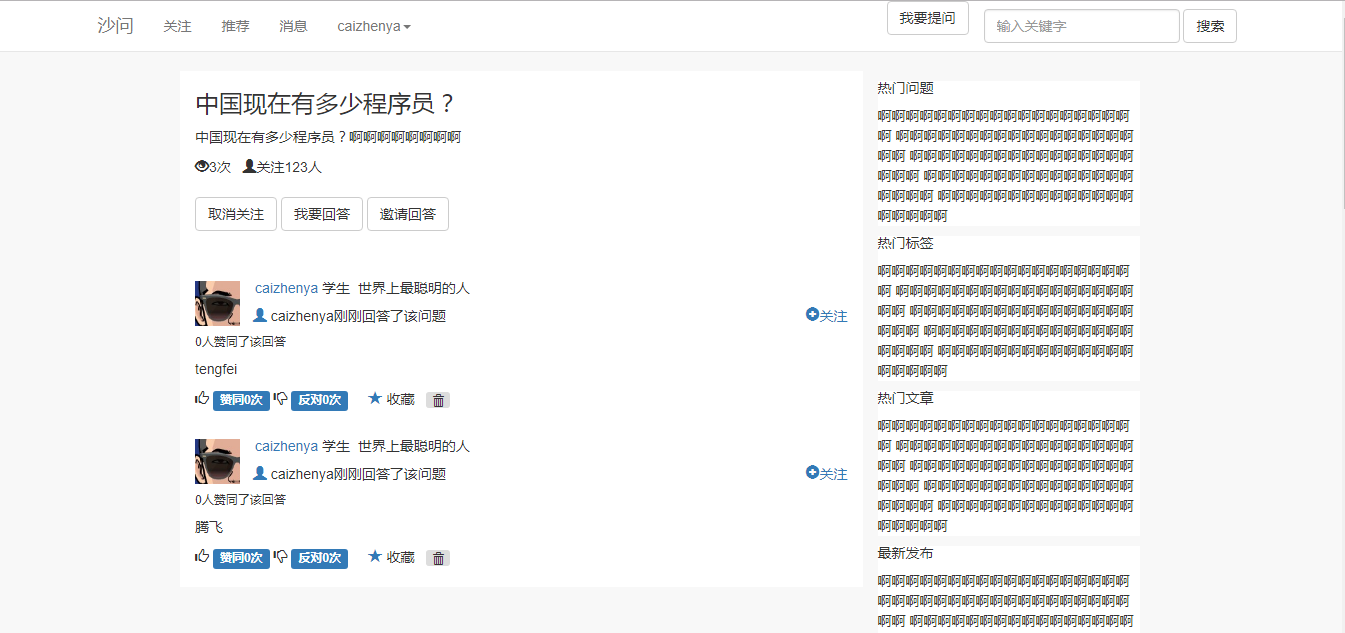 沙问 关注 推荐 消息 caizhenya 我要提问 输入关键字 搜索
中国现在有多少程序员？
中国现在有多少程序员？啊啊啊啊啊啊啊啊
3次 关注123人
取消关注 我要回答 邀请回答
caizhenya 学生 世界上最聪明的人
caizhenya刚刚回答了该问题 关注
0人赞同了该回答
tengfei
赞同0次 反对0次 收藏
caizhenya 学生 世界上最聪明的人
caizhenya刚刚回答了该问题 关注
0人赞同了该回答
腾飞
赞同0次 反对0次 收藏
热门问题
啊啊啊啊啊啊啊啊啊啊啊啊啊啊啊啊啊啊
啊 啊啊啊啊啊啊啊啊啊啊啊啊啊啊啊啊啊
啊啊 啊啊啊啊啊啊啊啊啊啊啊啊啊啊啊啊
啊啊啊 啊啊啊啊啊啊啊啊啊啊啊啊啊啊啊
啊啊啊啊 啊啊啊啊啊啊啊啊啊啊啊啊啊啊
啊啊啊啊啊
热门标签
啊啊啊啊啊啊啊啊啊啊啊啊啊啊啊啊啊啊
啊 啊啊啊啊啊啊啊啊啊啊啊啊啊啊啊啊啊
啊啊 啊啊啊啊啊啊啊啊啊啊啊啊啊啊啊啊
啊啊啊 啊啊啊啊啊啊啊啊啊啊啊啊啊啊啊
啊啊啊啊 啊啊啊啊啊啊啊啊啊啊啊啊啊啊
啊啊啊啊啊
热门文章
啊啊啊啊啊啊啊啊啊啊啊啊啊啊啊啊啊啊
啊 啊啊啊啊啊啊啊啊啊啊啊啊啊啊啊啊啊
啊啊 啊啊啊啊啊啊啊啊啊啊啊啊啊啊啊啊
啊啊啊 啊啊啊啊啊啊啊啊啊啊啊啊啊啊啊
啊啊啊啊 啊啊啊啊啊啊啊啊啊啊啊啊啊啊
啊啊啊啊啊
最新发布
啊啊啊啊啊啊啊啊啊啊啊啊啊啊啊啊啊啊
啊啊啊啊啊啊啊啊啊啊啊啊啊啊啊啊啊啊
啊啊 啊啊啊啊啊啊啊啊啊啊啊啊啊啊啊啊